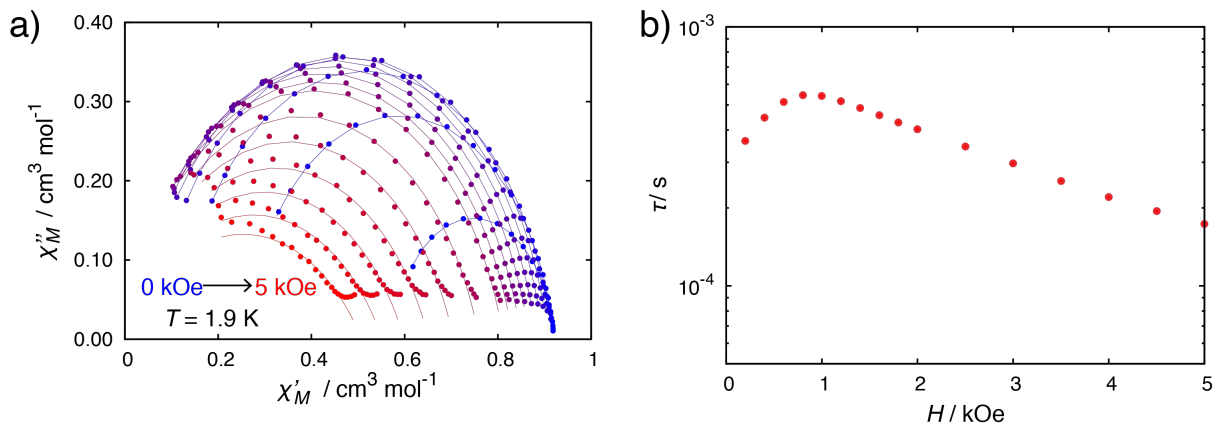 a)
0.40
0.30
0.20
0.10
0.00
χ''M / cm³ mol⁻¹
0 kOe → 5 kOe
T = 1.9 K
0 0.2 0.4 0.6 0.8 1
χ'M / cm³ mol⁻¹
b)
10⁻³
10⁻⁴
τ / s
0 1 2 3 4 5
H / kOe